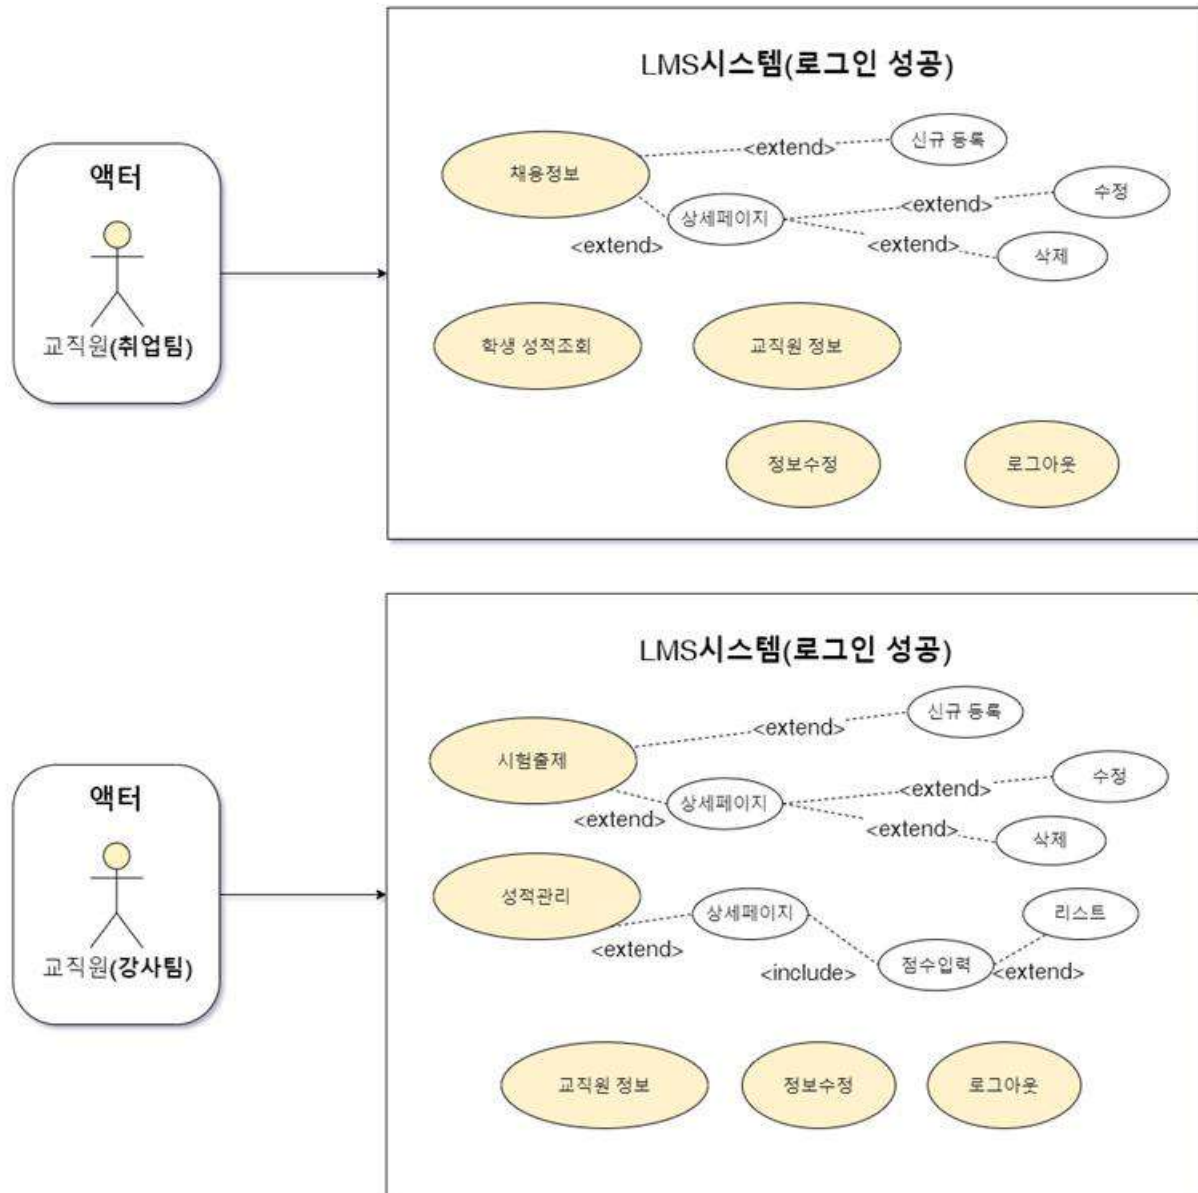 LMS시스템(로그인 성공)
액터
교직원(취업팀)
채용정보
<extend>
신규 등록
<extend>
상세페이지
<extend>
수정
<extend>
삭제
학생 성적조회
교직원 정보
정보수정
로그아웃
LMS시스템(로그인 성공)
액터
교직원(강사팀)
시험출제
<extend>
신규 등록
<extend>
상세페이지
<extend>
수정
<extend>
삭제
성적관리
<extend>
상세페이지
<include>
점수입력
<extend>
리스트
교직원 정보
정보수정
로그아웃